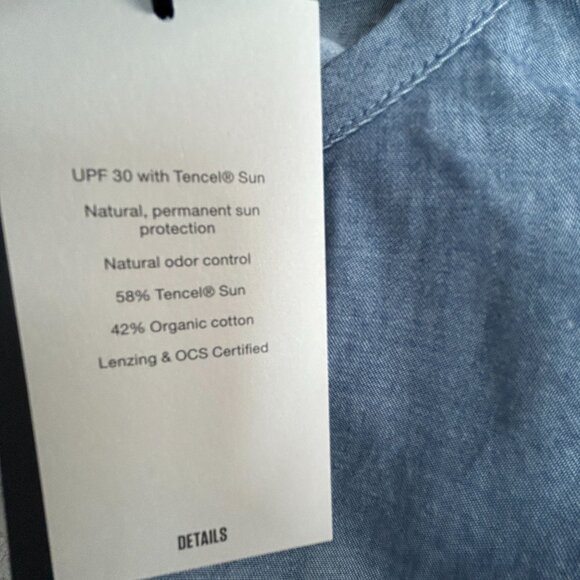 UPF 30 with Tencel® Sun
Natural, permanent sun
protection
Natural odor control
58% Tencel® Sun
42% Organic cotton
Lenzing & OCS Certified
DETAILS